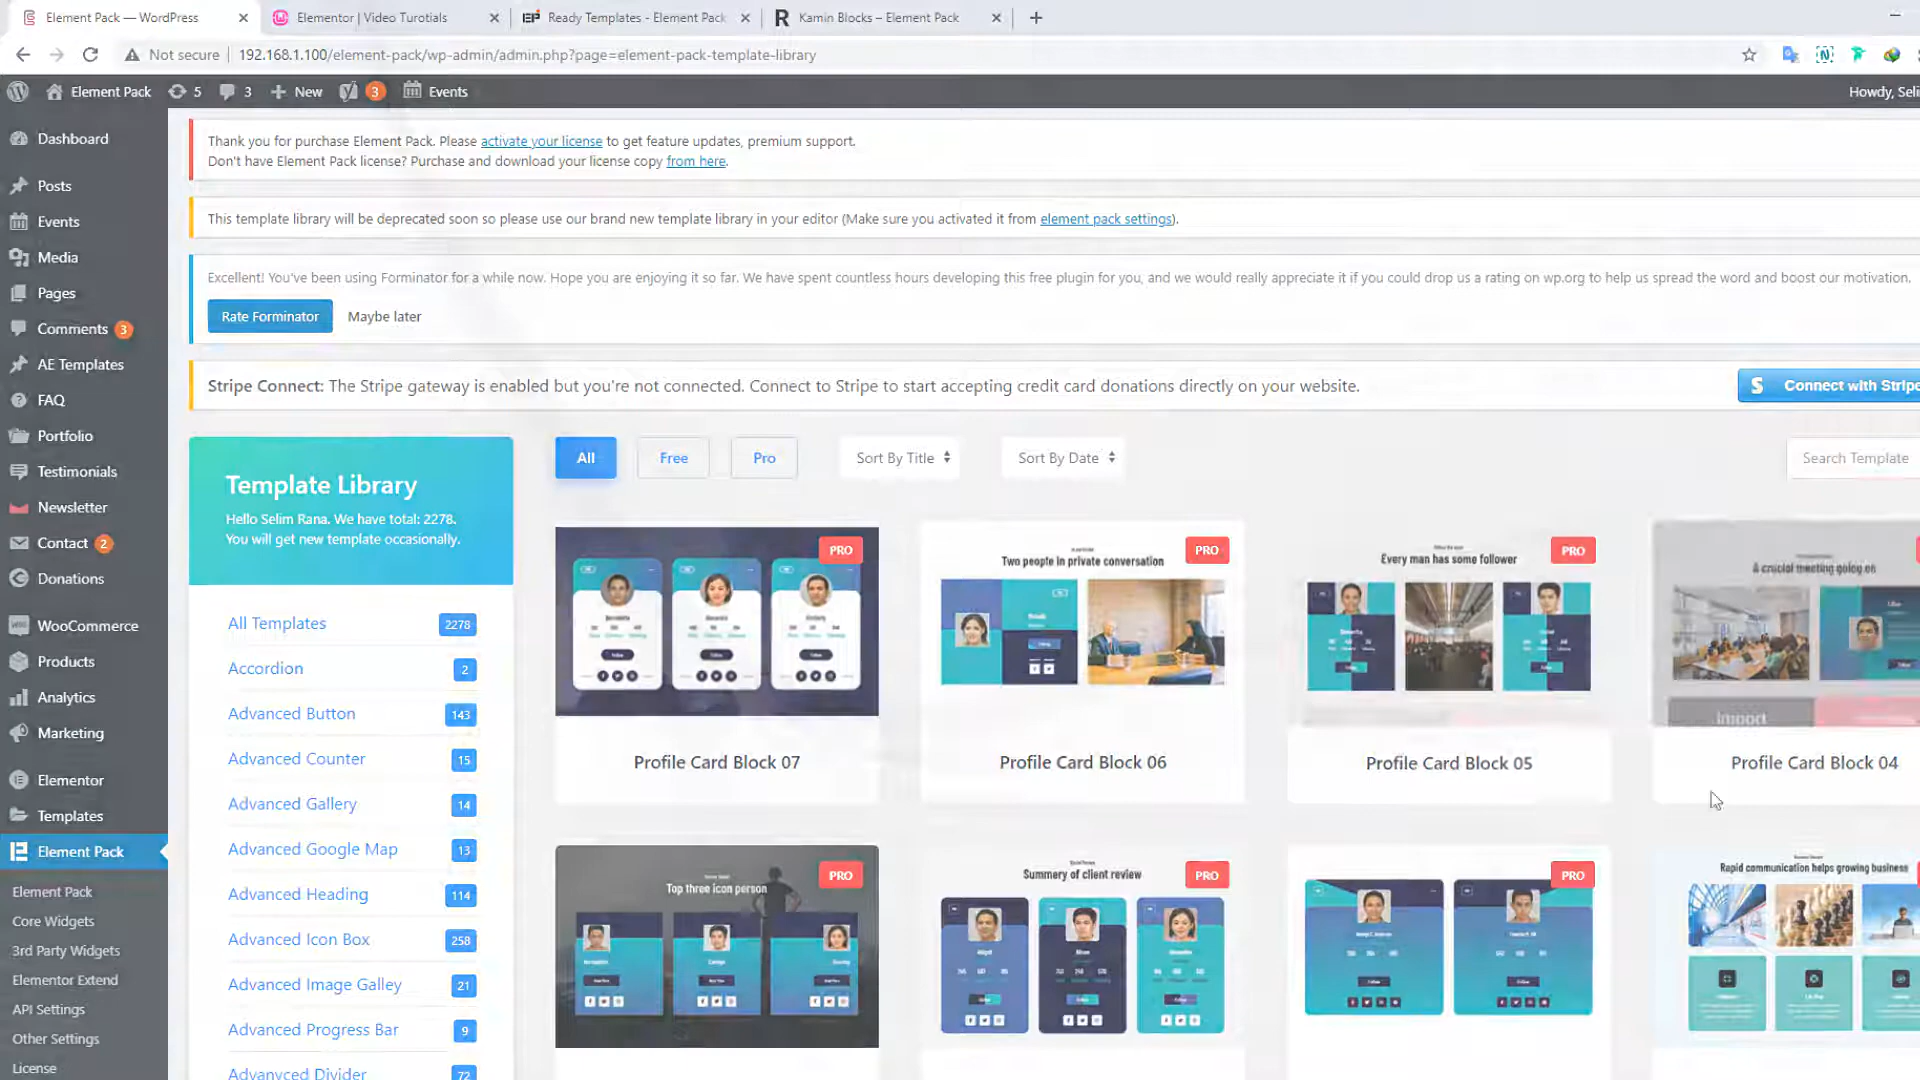 Element Pack — WordPress
Elementor | Video Turotials
Ready Templates - Element Pack
Kamin Blocks – Element Pack
Not secure
192.168.1.100/element-pack/wp-admin/admin.php?page=element-pack-template-library
Element Pack
5
3
New
3
Events
Howdy, Seli
Dashboard
Posts
Events
Media
Pages
Comments 3
AE Templates
FAQ
Portfolio
Testimonials
Newsletter
Contact 2
Donations
WooCommerce
Products
Analytics
Marketing
Elementor
Templates
Element Pack
Element Pack
Core Widgets
3rd Party Widgets
Elementor Extend
API Settings
Other Settings
License
Thank you for purchase Element Pack. Please activate your license to get feature updates, premium support.
Don't have Element Pack license? Purchase and download your license copy from here.
This template library will be deprecated soon so please use our brand new template library in your editor (Make sure you activated it from element pack settings).
Excellent! You've been using Forminator for a while now. Hope you are enjoying it so far. We have spent countless hours developing this free plugin for you, and we would really appreciate it if you could drop us a rating on wp.org to help us spread the word and boost our motivation.
Rate Forminator
Maybe later
Stripe Connect: The Stripe gateway is enabled but you're not connected. Connect to Stripe to start accepting credit card donations directly on your website.
Connect with Stripe
Template Library
Hello Selim Rana. We have total: 2278.
You will get new template occasionally.
All Templates 2278
Accordion 2
Advanced Button 143
Advanced Counter 15
Advanced Gallery 14
Advanced Google Map 13
Advanced Heading 114
Advanced Icon Box 258
Advanced Image Galley 21
Advanced Progress Bar 9
Advanyced Divider 72
All
Free
Pro
Sort By Title
Sort By Date
Search Template
PRO
Profile Card Block 07
Two people in private conversation
PRO
Profile Card Block 06
Every man has some follower
PRO
Profile Card Block 05
A crucial meeting going on
Import
Profile Card Block 04
Top three icon person
PRO
Summery of client review
PRO
PRO
Rapid communication helps growing business